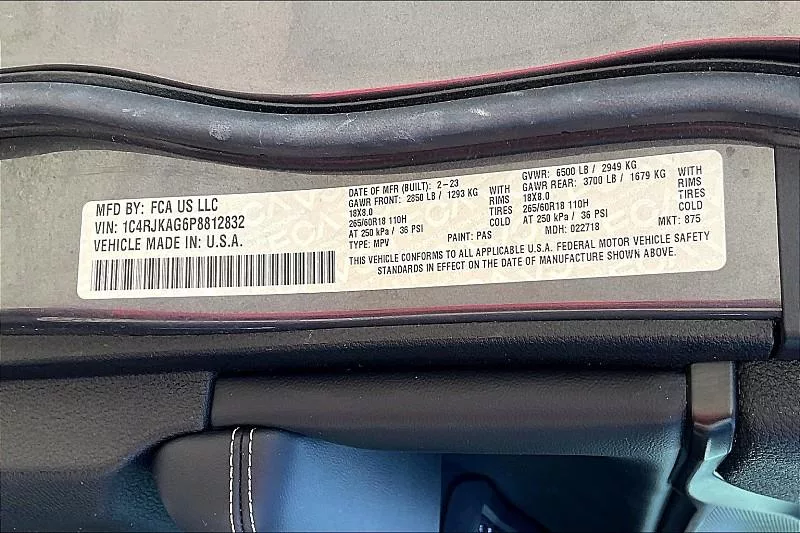 MFD BY: FCA US LLC
VIN: 1C4RJKAG6P8812832
VEHICLE MADE IN U.S.A.
DATE OF MFR (BUILT): 2-23
GAWR FRONT: 2850 LB / 1293 KG WITH
18X8.0 RIMS
265/60R18 110H TIRES
AT 250 kPa / 36 PSI COLD
TYPE: MPV PAINT: PAS
GVWR: 6500 LB / 2949 KG
GAWR REAR: 3700 LB / 1679 KG WITH
18X8.0 RIMS
265/60R18 110H TIRES
AT 250 kPa / 36 PSI COLD
MDH: 022718 MKT: 875
THIS VEHICLE CONFORMS TO ALL APPLICABLE U.S.A. FEDERAL MOTOR VEHICLE SAFETY
STANDARDS IN EFFECT ON THE DATE OF MANUFACTURE SHOWN ABOVE.